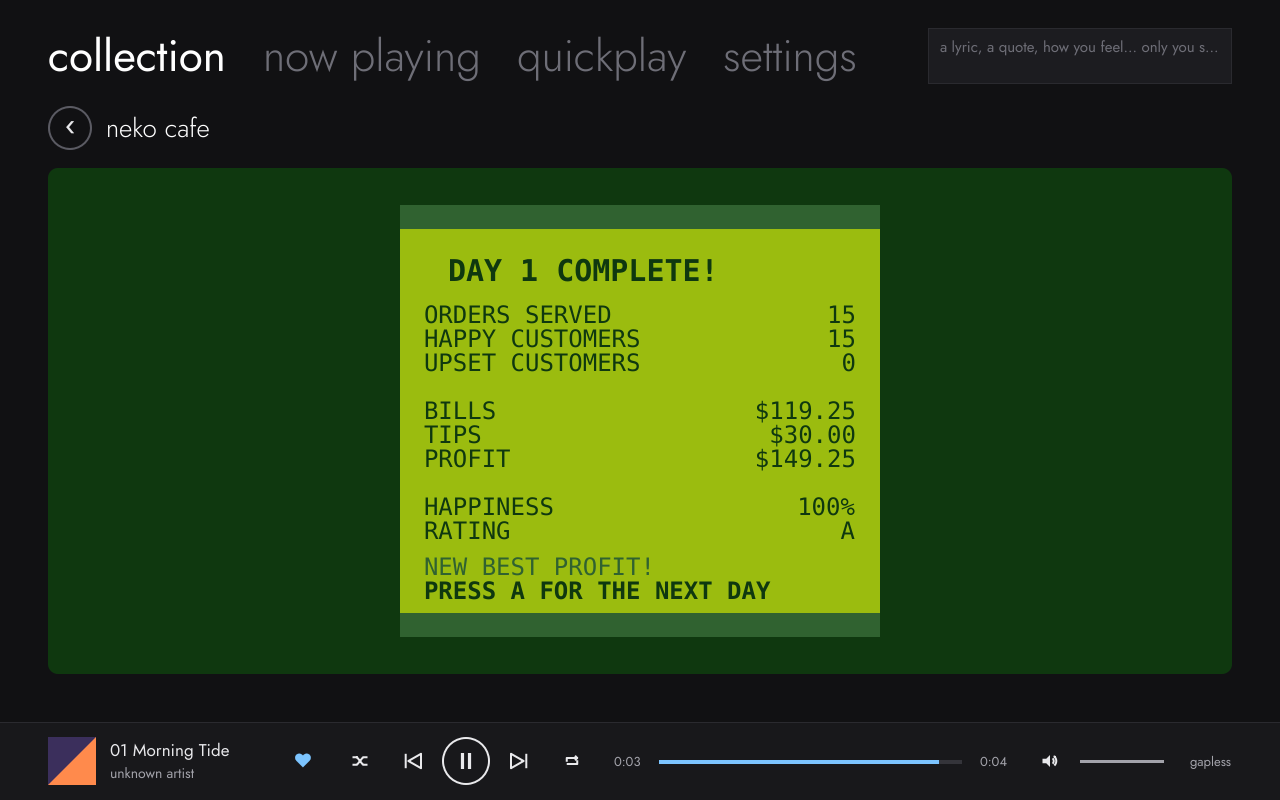 collection now playing quickplay settings
a lyric, a quote, how you feel... only you s...
neko cafe
DAY 1 COMPLETE!
ORDERS SERVED 15
HAPPY CUSTOMERS 15
UPSET CUSTOMERS 0
BILLS $119.25
TIPS $30.00
PROFIT $149.25
HAPPINESS 100%
RATING A
NEW BEST PROFIT!
PRESS A FOR THE NEXT DAY
01 Morning Tide
unknown artist
0:03 0:04 gapless